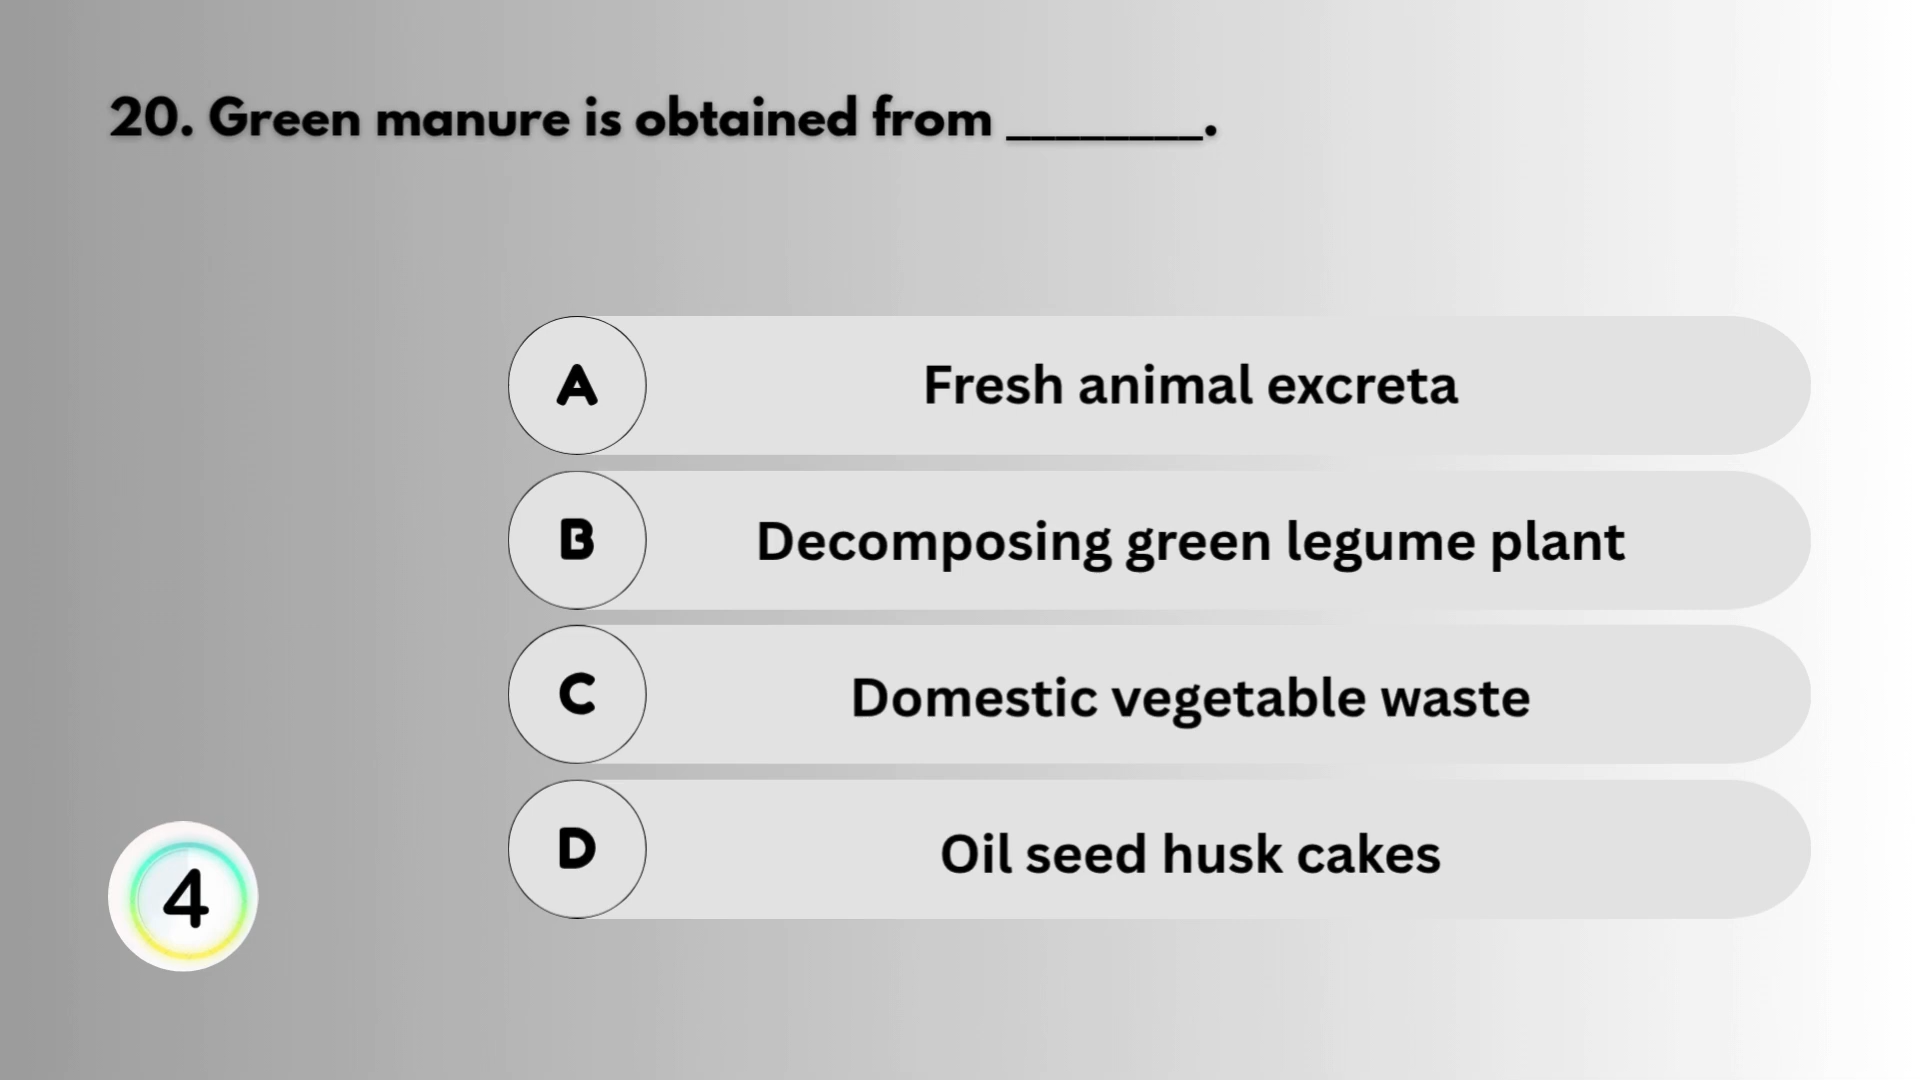 20. Green manure is obtained from ________.
A Fresh animal excreta
B Decomposing green legume plant
C Domestic vegetable waste
D Oil seed husk cakes
4